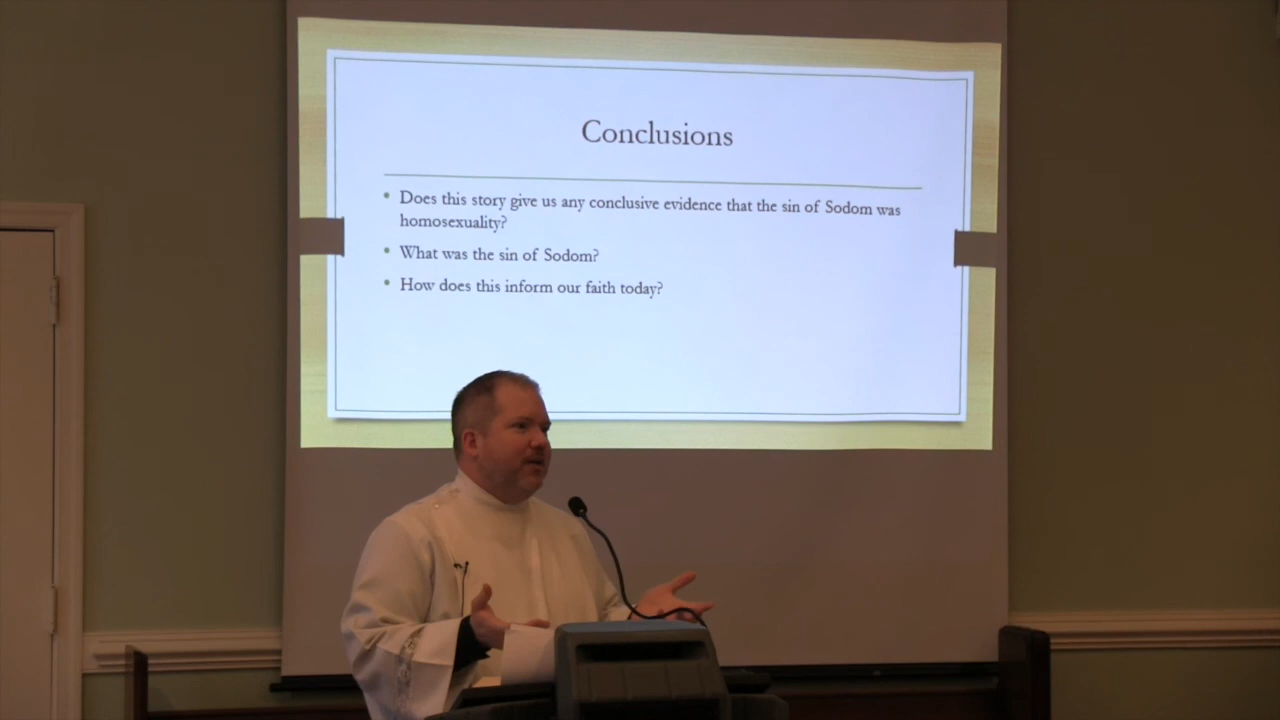 Conclusions
• Does this story give us any conclusive evidence that the sin of Sodom was
homosexuality?
• What was the sin of Sodom?
• How does this inform our faith today?